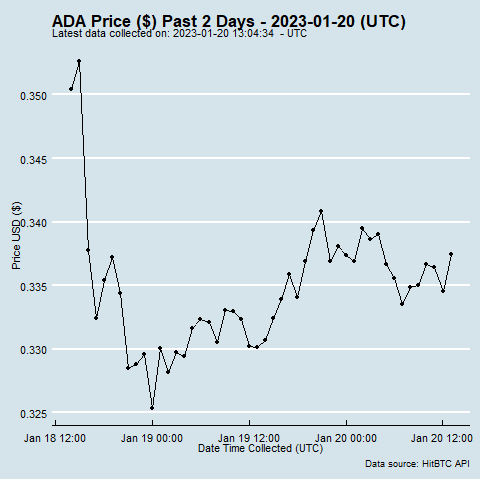 ADA Price ($) Past 2 Days - 2023-01-20 (UTC)
Latest data collected on: 2023-01-20 13:04:34 - UTC
0.350
0.345
0.340
0.335
0.330
0.325
Price USD ($)
Jan 18 12:00 Jan 19 00:00 Jan 19 12:00 Jan 20 00:00 Jan 20 12:00
Date Time Collected (UTC)
Data source: HitBTC API